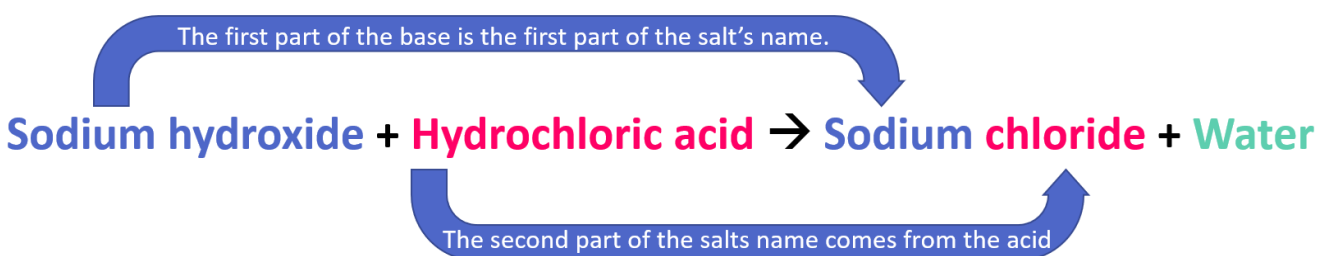 The first part of the base is the first part of the salt's name.
Sodium hydroxide + Hydrochloric acid → Sodium chloride + Water
The second part of the salts name comes from the acid